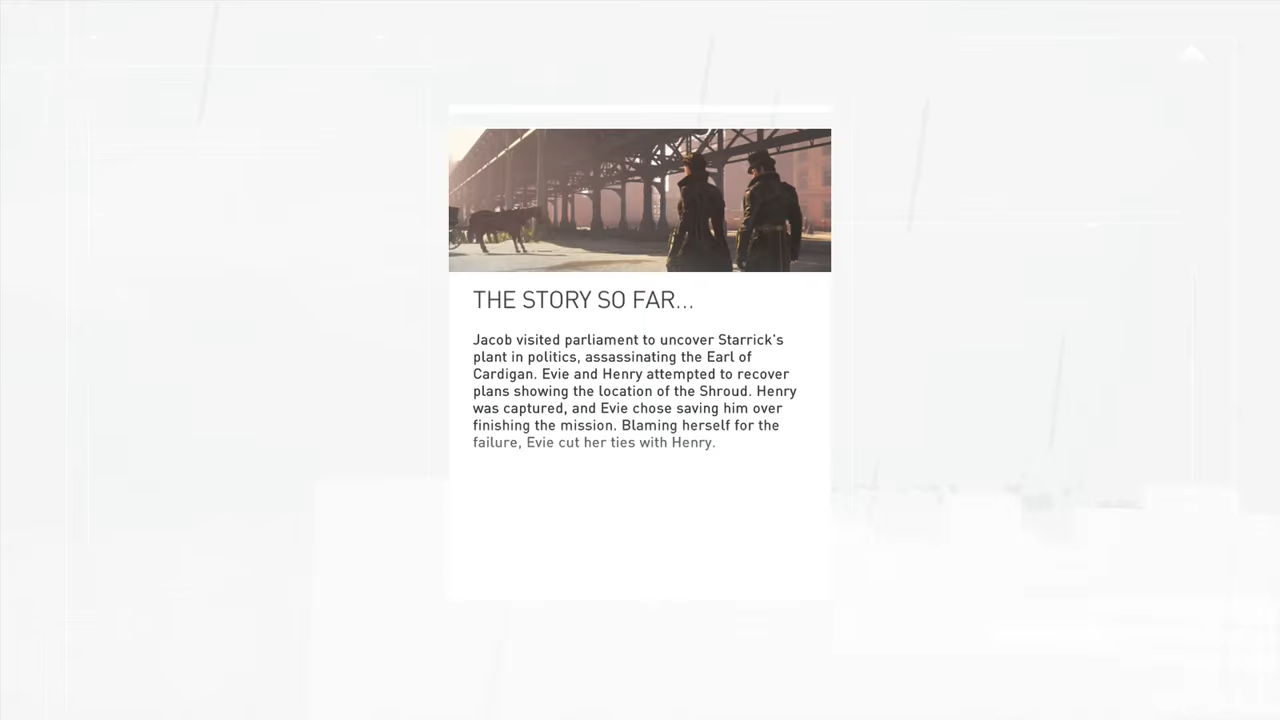 THE STORY SO FAR...
Jacob visited parliament to uncover Starrick's
plant in politics, assassinating the Earl of
Cardigan. Evie and Henry attempted to recover
plans showing the location of the Shroud. Henry
was captured, and Evie chose saving him over
finishing the mission. Blaming herself for the
failure, Evie cut her ties with Henry.